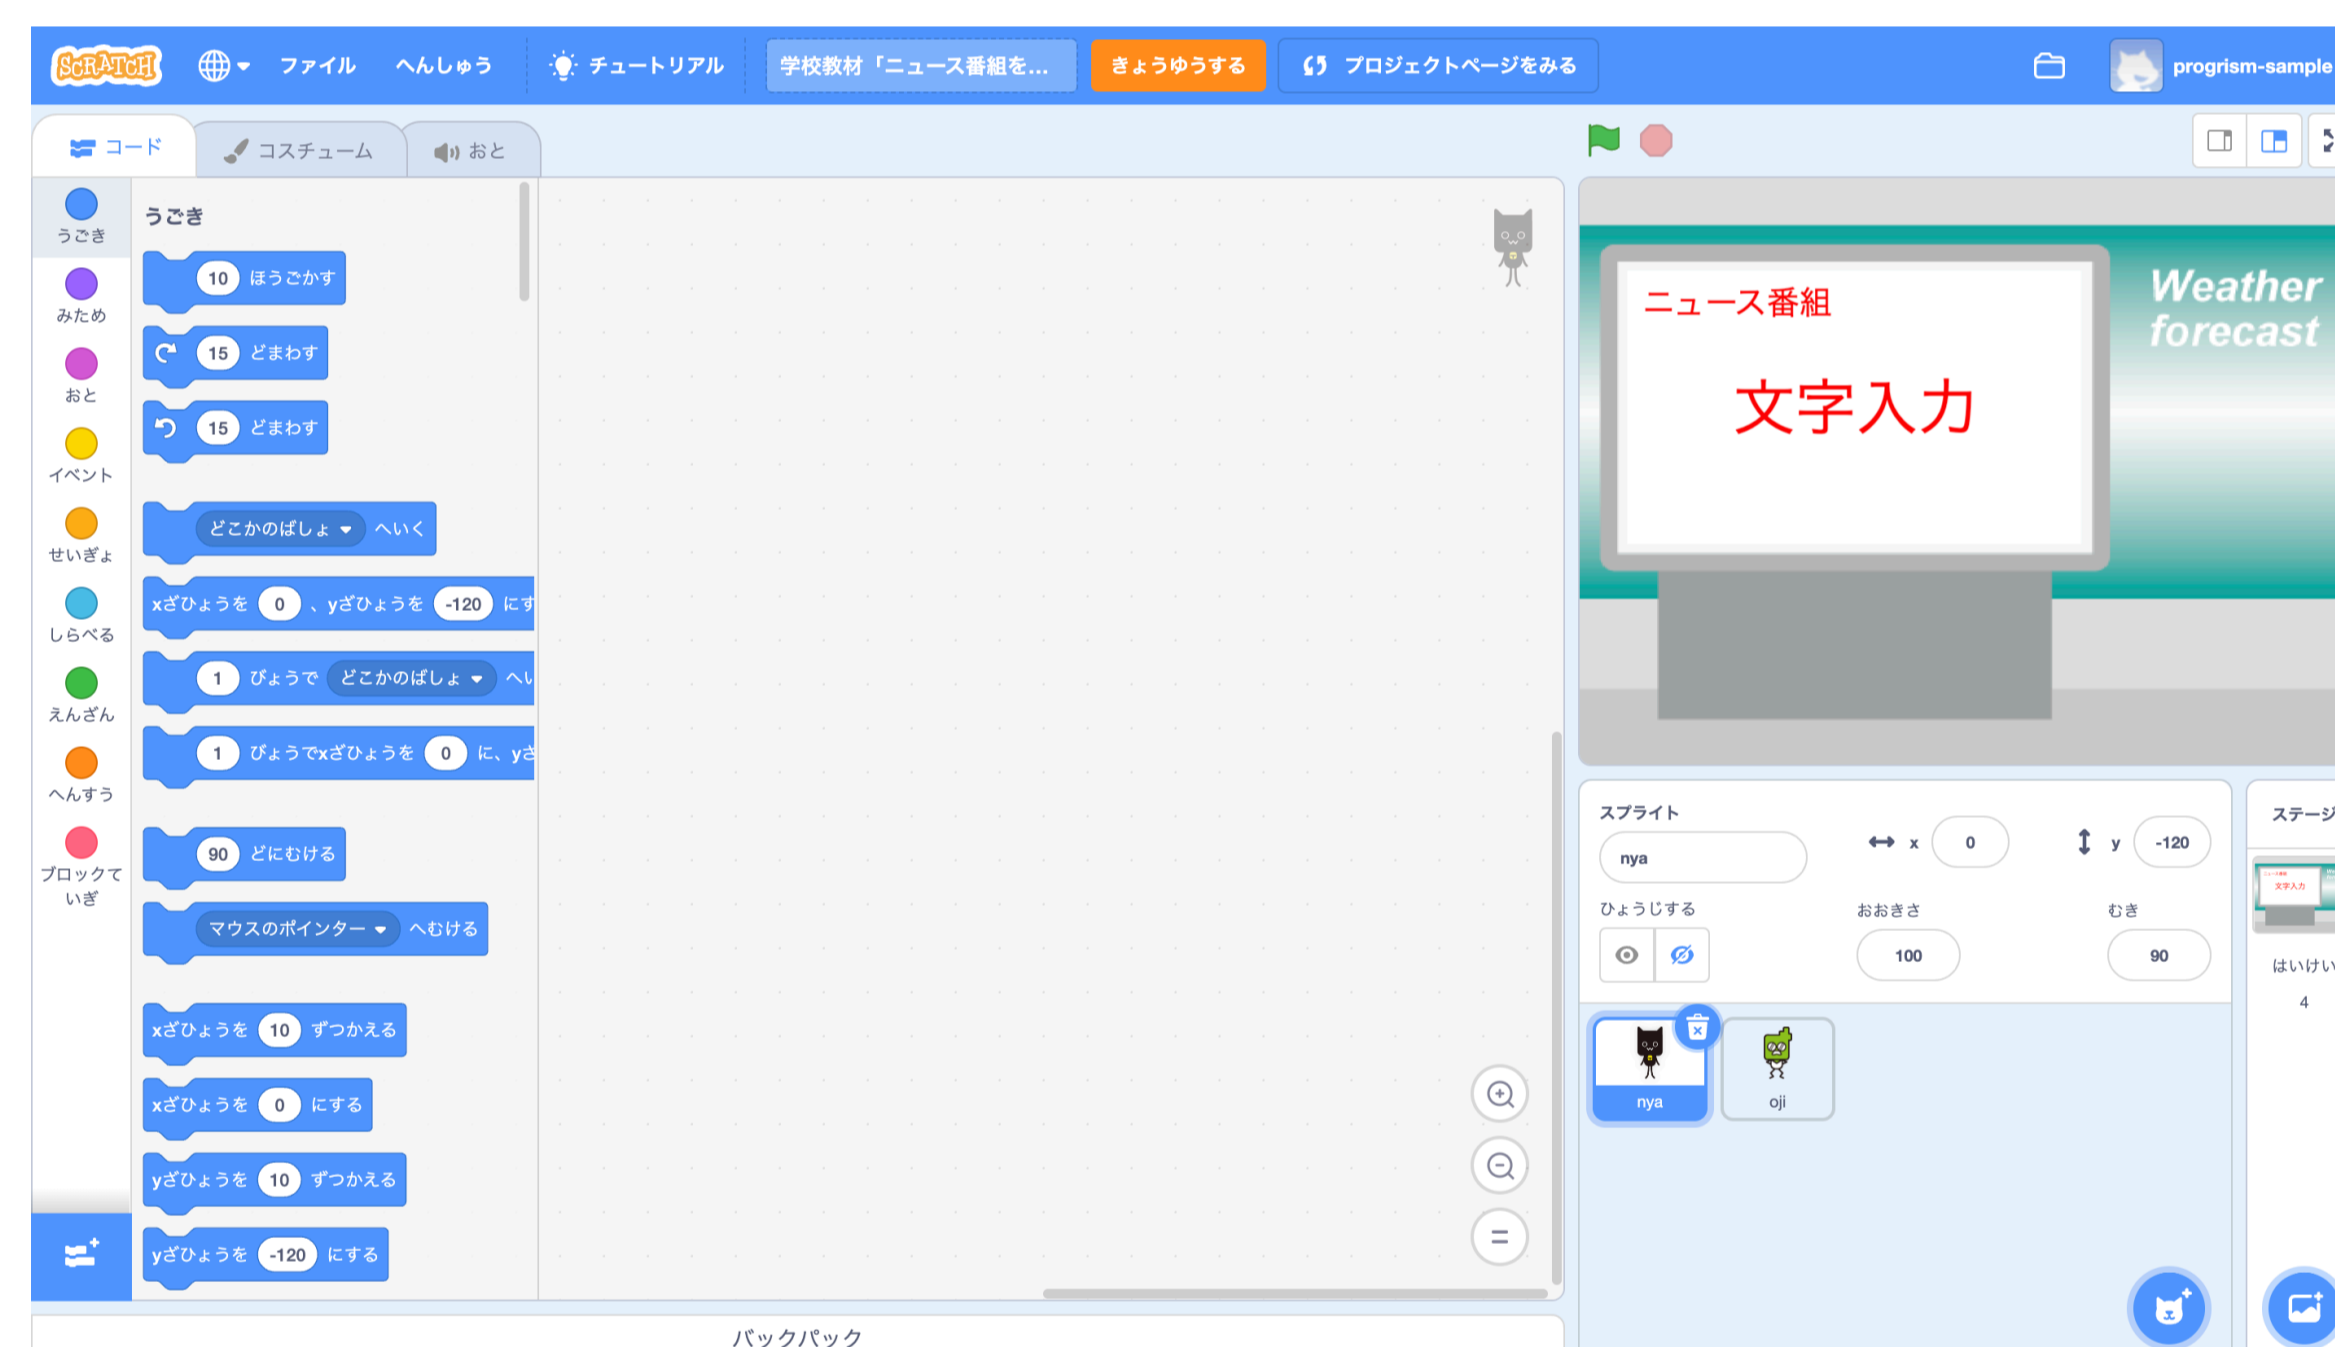 SCRATCH
ファイル
へんしゅう
チュートリアル
学校教材「ニュース番組を...
きょうゆうする
プロジェクトページをみる
progrism-sample
コード
コスチューム
おと
うごき
みため
おと
イベント
せいぎょ
しらべる
えんざん
へんすう
ブロックて
いぎ
うごき
10 ほうごかす
15 どまわす
15 どまわす
どこかのばしょ へいく
xざひょうを 0 、yざひょうを -120 にす
1 びょうで どこかのばしょ へい
1 びょうでxざひょうを 0 に、yざ
90 どにむける
マウスのポインター へむける
xざひょうを 10 ずつかえる
xざひょうを 0 にする
yざひょうを 10 ずつかえる
yざひょうを -120 にする
バックパック
ニュース番組
文字入力
Weather
forecast
スプライト
nya
x 0
y -120
ひょうじする
おおきさ
100
むき
90
nya
oji
ステージ
ニュース番組
文字入力
はいけい
4